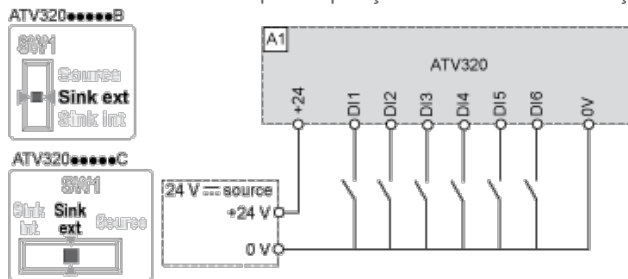 ATV320●●●●●B
SW1
Source
Sink ext
Sink int
ATV320●●●●●C
SW1
Sink int
Sink ext
Source
A1
ATV320
+24
DI1
DI2
DI3
DI4
DI5
DI6
0V
24 V source
+24 V
0 V